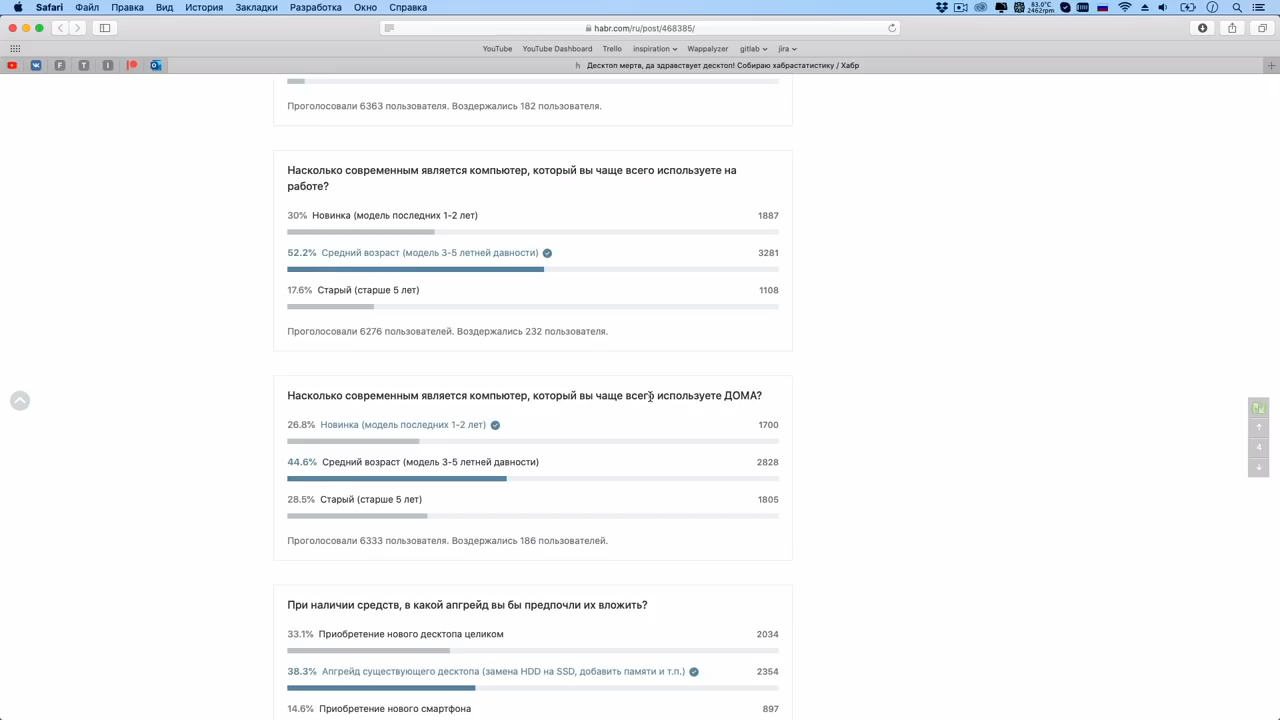 Safari Файл Правка Вид История Закладки Разработка Окно Справка
83.0°C
2462rpm
habr.com/ru/post/468385/
YouTube YouTube Dashboard Trello inspiration Wappalyzer gitlab jira
Десктоп мертв, да здравствует десктоп! Собираю хабрастатистику / Хабр
Проголосовали 6363 пользователя. Воздержались 182 пользователя.
Насколько современным является компьютер, который вы чаще всего используете на
работе?
30% Новинка (модель последних 1-2 лет) 1887
52.2% Средний возраст (модель 3-5 летней давности) 3281
17.6% Старый (старше 5 лет) 1108
Проголосовали 6276 пользователей. Воздержались 232 пользователя.
Насколько современным является компьютер, который вы чаще всего используете ДОМА?
26.8% Новинка (модель последних 1-2 лет) 1700
44.6% Средний возраст (модель 3-5 летней давности) 2828
28.5% Старый (старше 5 лет) 1805
4
Проголосовали 6333 пользователя. Воздержались 186 пользователей.
При наличии средств, в какой апгрейд вы бы предпочли их вложить?
33.1% Приобретение нового десктопа целиком 2034
38.3% Апгрейд существующего десктопа (замена HDD на SSD, добавить памяти и т.п.) 2354
14.6% Приобретение нового смартфона 897